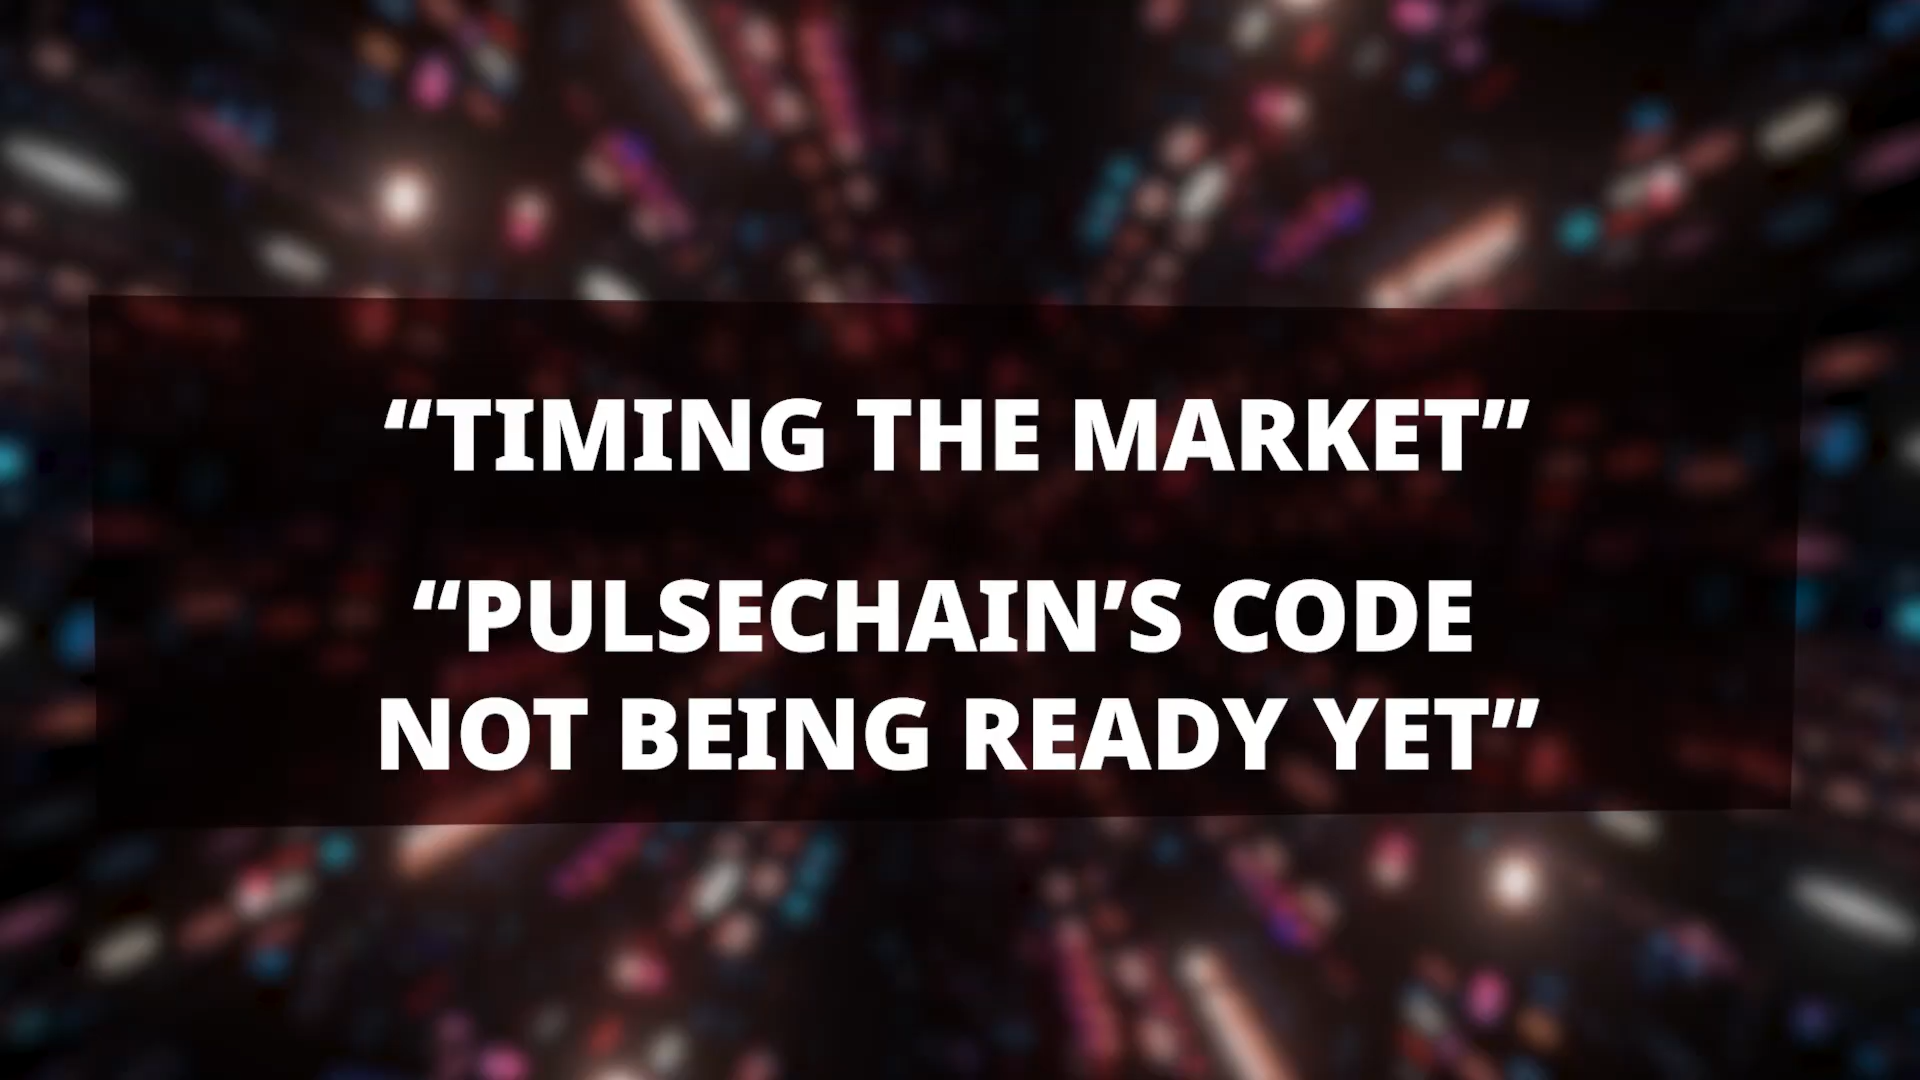 “TIMING THE MARKET”
“PULSECHAIN’S CODE
NOT BEING READY YET”